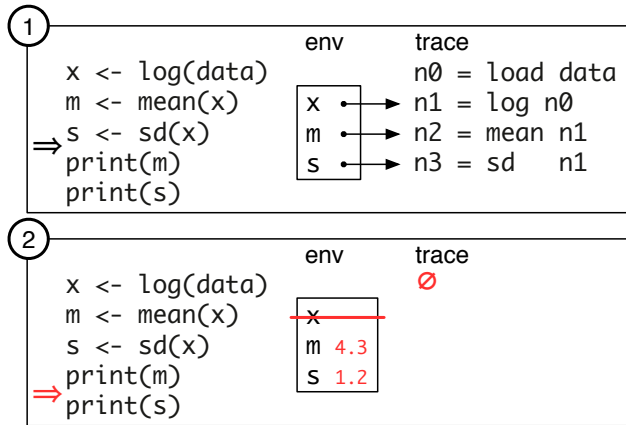 1
env trace
x <- log(data) n0 = load data
m <- mean(x) x n1 = log n0
⇒ s <- sd(x) m n2 = mean n1
print(m) s n3 = sd n1
print(s)
2
env trace
x <- log(data) ∅
m <- mean(x) x
s <- sd(x) m 4.3
print(m) s 1.2
⇒ print(s)